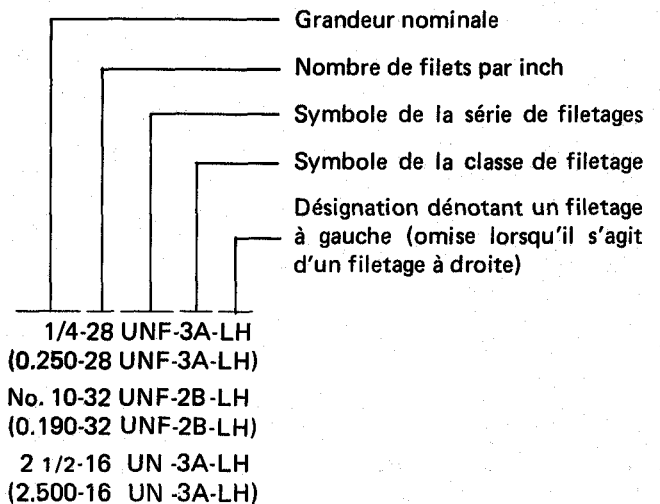 Grandeur nominale
Nombre de filets par inch
Symbole de la série de filetages
Symbole de la classe de filetage
Désignation dénotant un filetage
à gauche (omise lorsqu'il s'agit
d'un filetage à droite)
1/4-28 UNF-3A-LH
(0.250-28 UNF-3A-LH)
No. 10-32 UNF-2B-LH
(0.190-32 UNF-2B-LH)
2 1/2-16 UN -3A-LH
(2.500-16 UN -3A-LH)